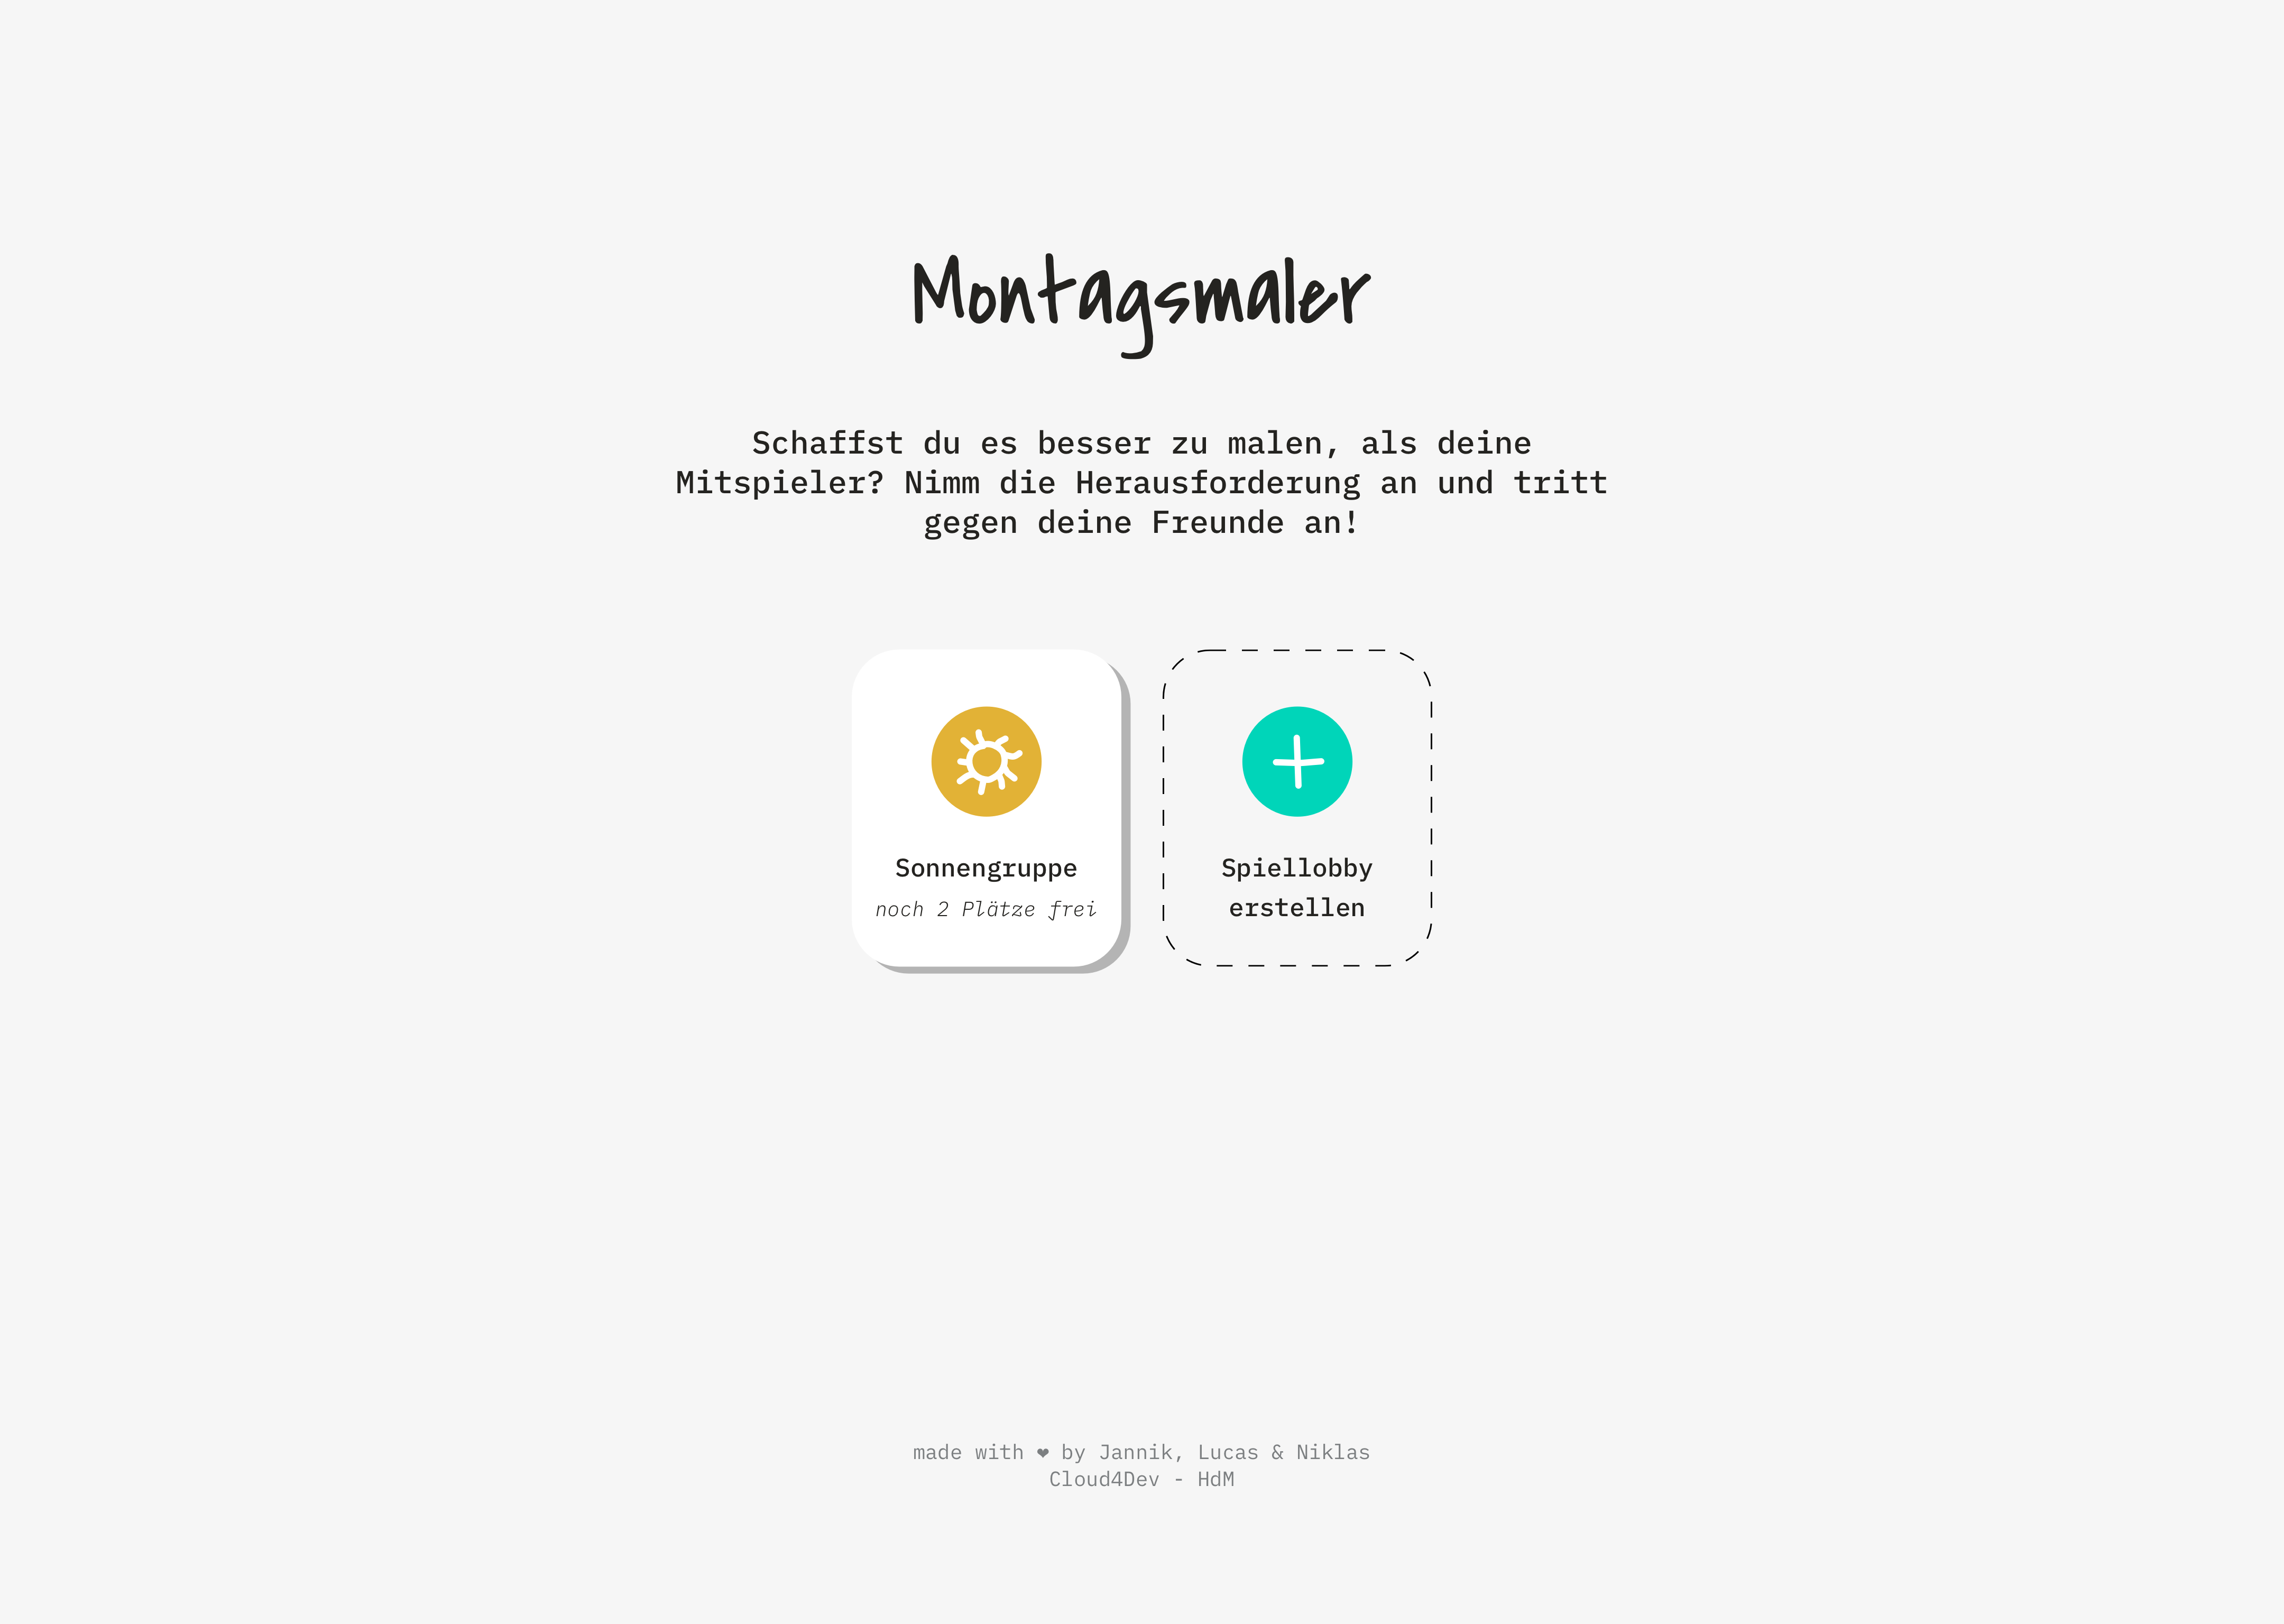 Montagsmaler
Schaffst du es besser zu malen, als deine
Mitspieler? Nimm die Herausforderung an und tritt
gegen deine Freunde an!
Sonnengruppe
noch 2 Plätze frei
Spiellobby
erstellen
made with ❤ by Jannik, Lucas & Niklas
Cloud4Dev - HdM